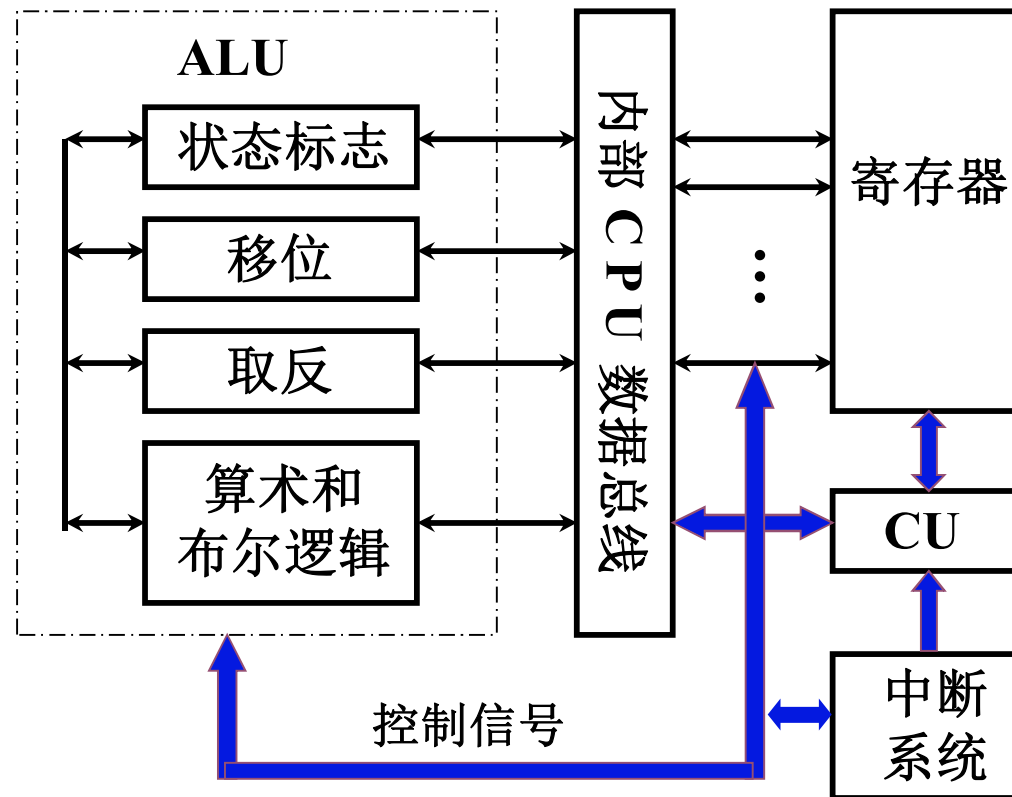 ALU
状态标志
移位
取反
算术和
布尔逻辑
内部CPU数据总线
寄存器
CU
中断
系统
控制信号